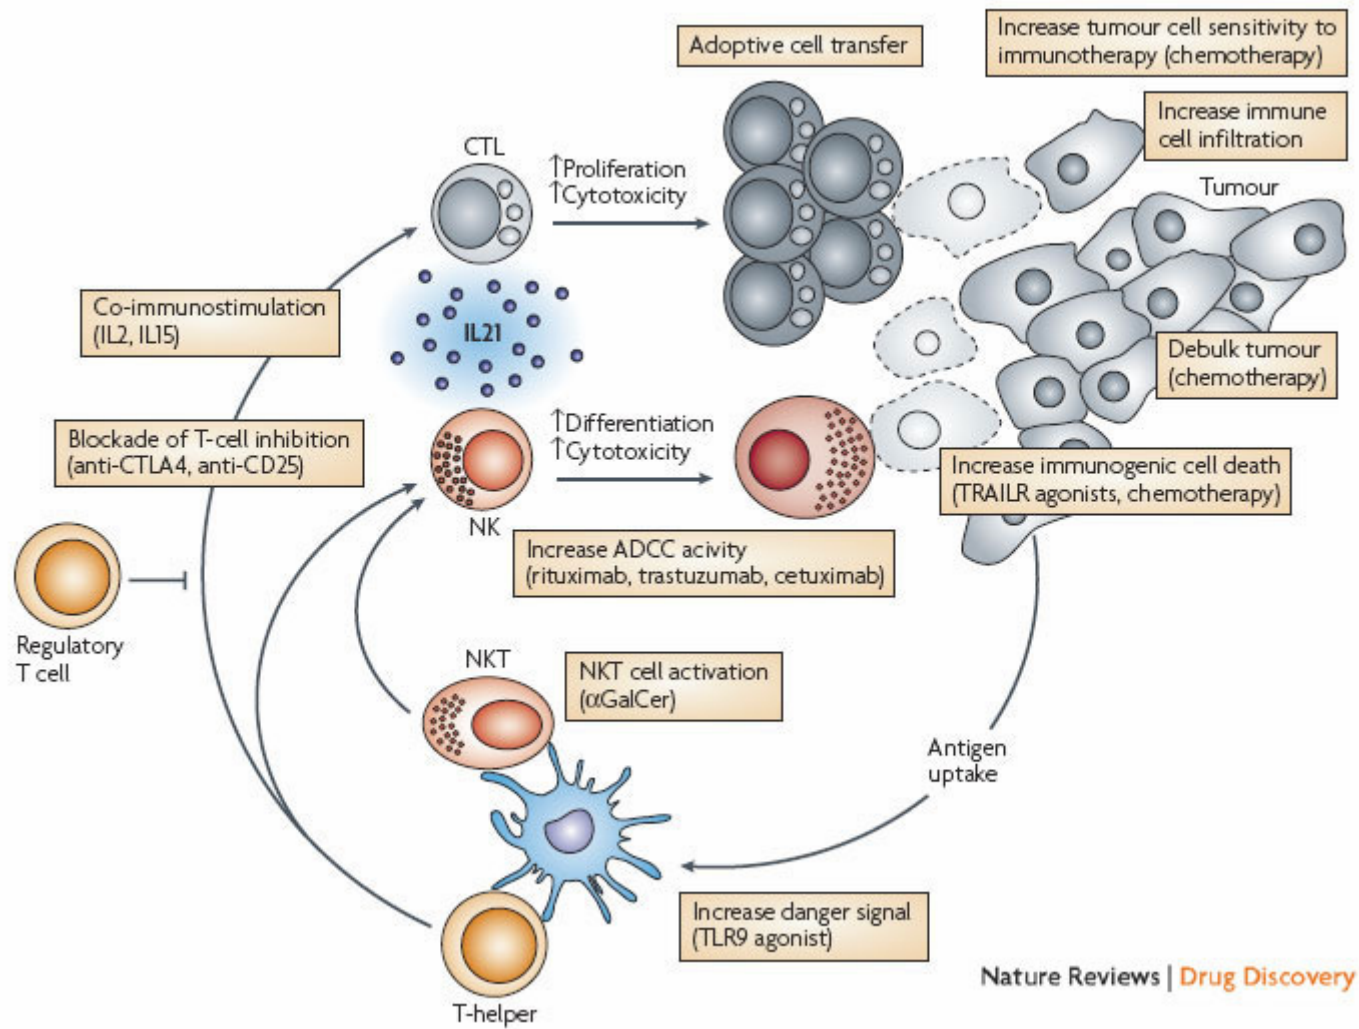 Adoptive cell transfer
Increase tumour cell sensitivity to
immunotherapy (chemotherapy)
Increase immune
cell infiltration
Tumour
CTL
↑Proliferation
↑Cytotoxicity
Co-immunostimulation
(IL2, IL15)
IL21
Debulk tumour
(chemotherapy)
Blockade of T-cell inhibition
(anti-CTLA4, anti-CD25)
↑Differentiation
↑Cytotoxicity
NK
Increase immunogenic cell death
(TRAILR agonists, chemotherapy)
Increase ADCC acivity
(rituximab, trastuzumab, cetuximab)
Regulatory
T cell
NKT
NKT cell activation
(αGalCer)
Antigen
uptake
Increase danger signal
(TLR9 agonist)
T-helper
Nature Reviews | Drug Discovery